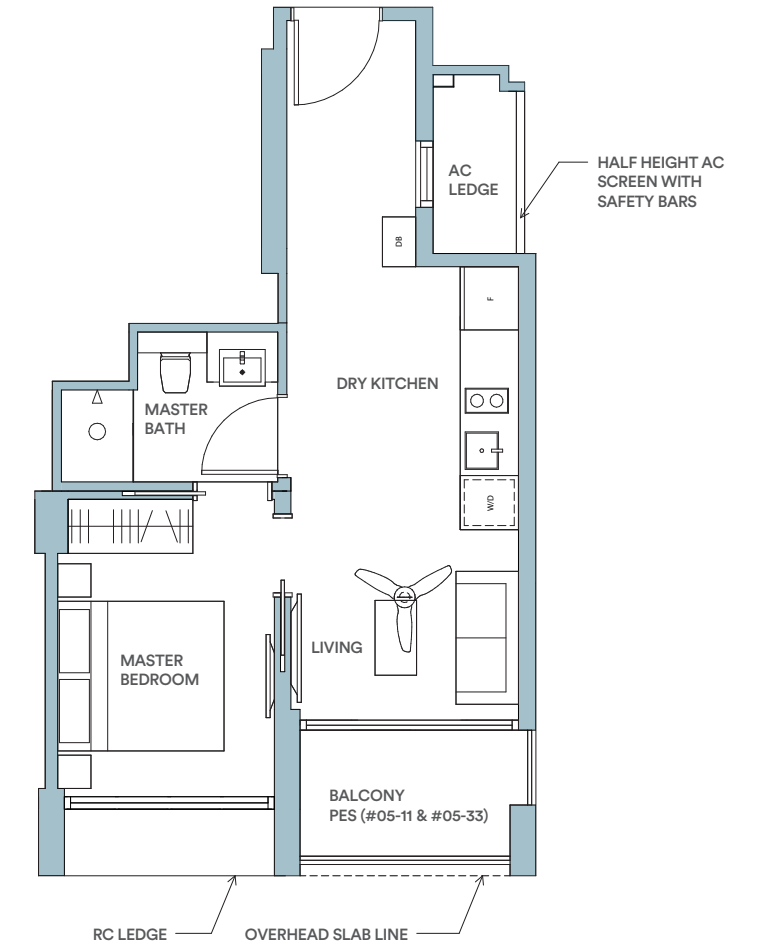 AC
LEDGE
HALF HEIGHT AC
SCREEN WITH
SAFETY BARS
DB
F
DRY KITCHEN
MASTER
BATH
W/D
LIVING
MASTER
BEDROOM
BALCONY
PES (#05-11 & #05-33)
RC LEDGE
OVERHEAD SLAB LINE